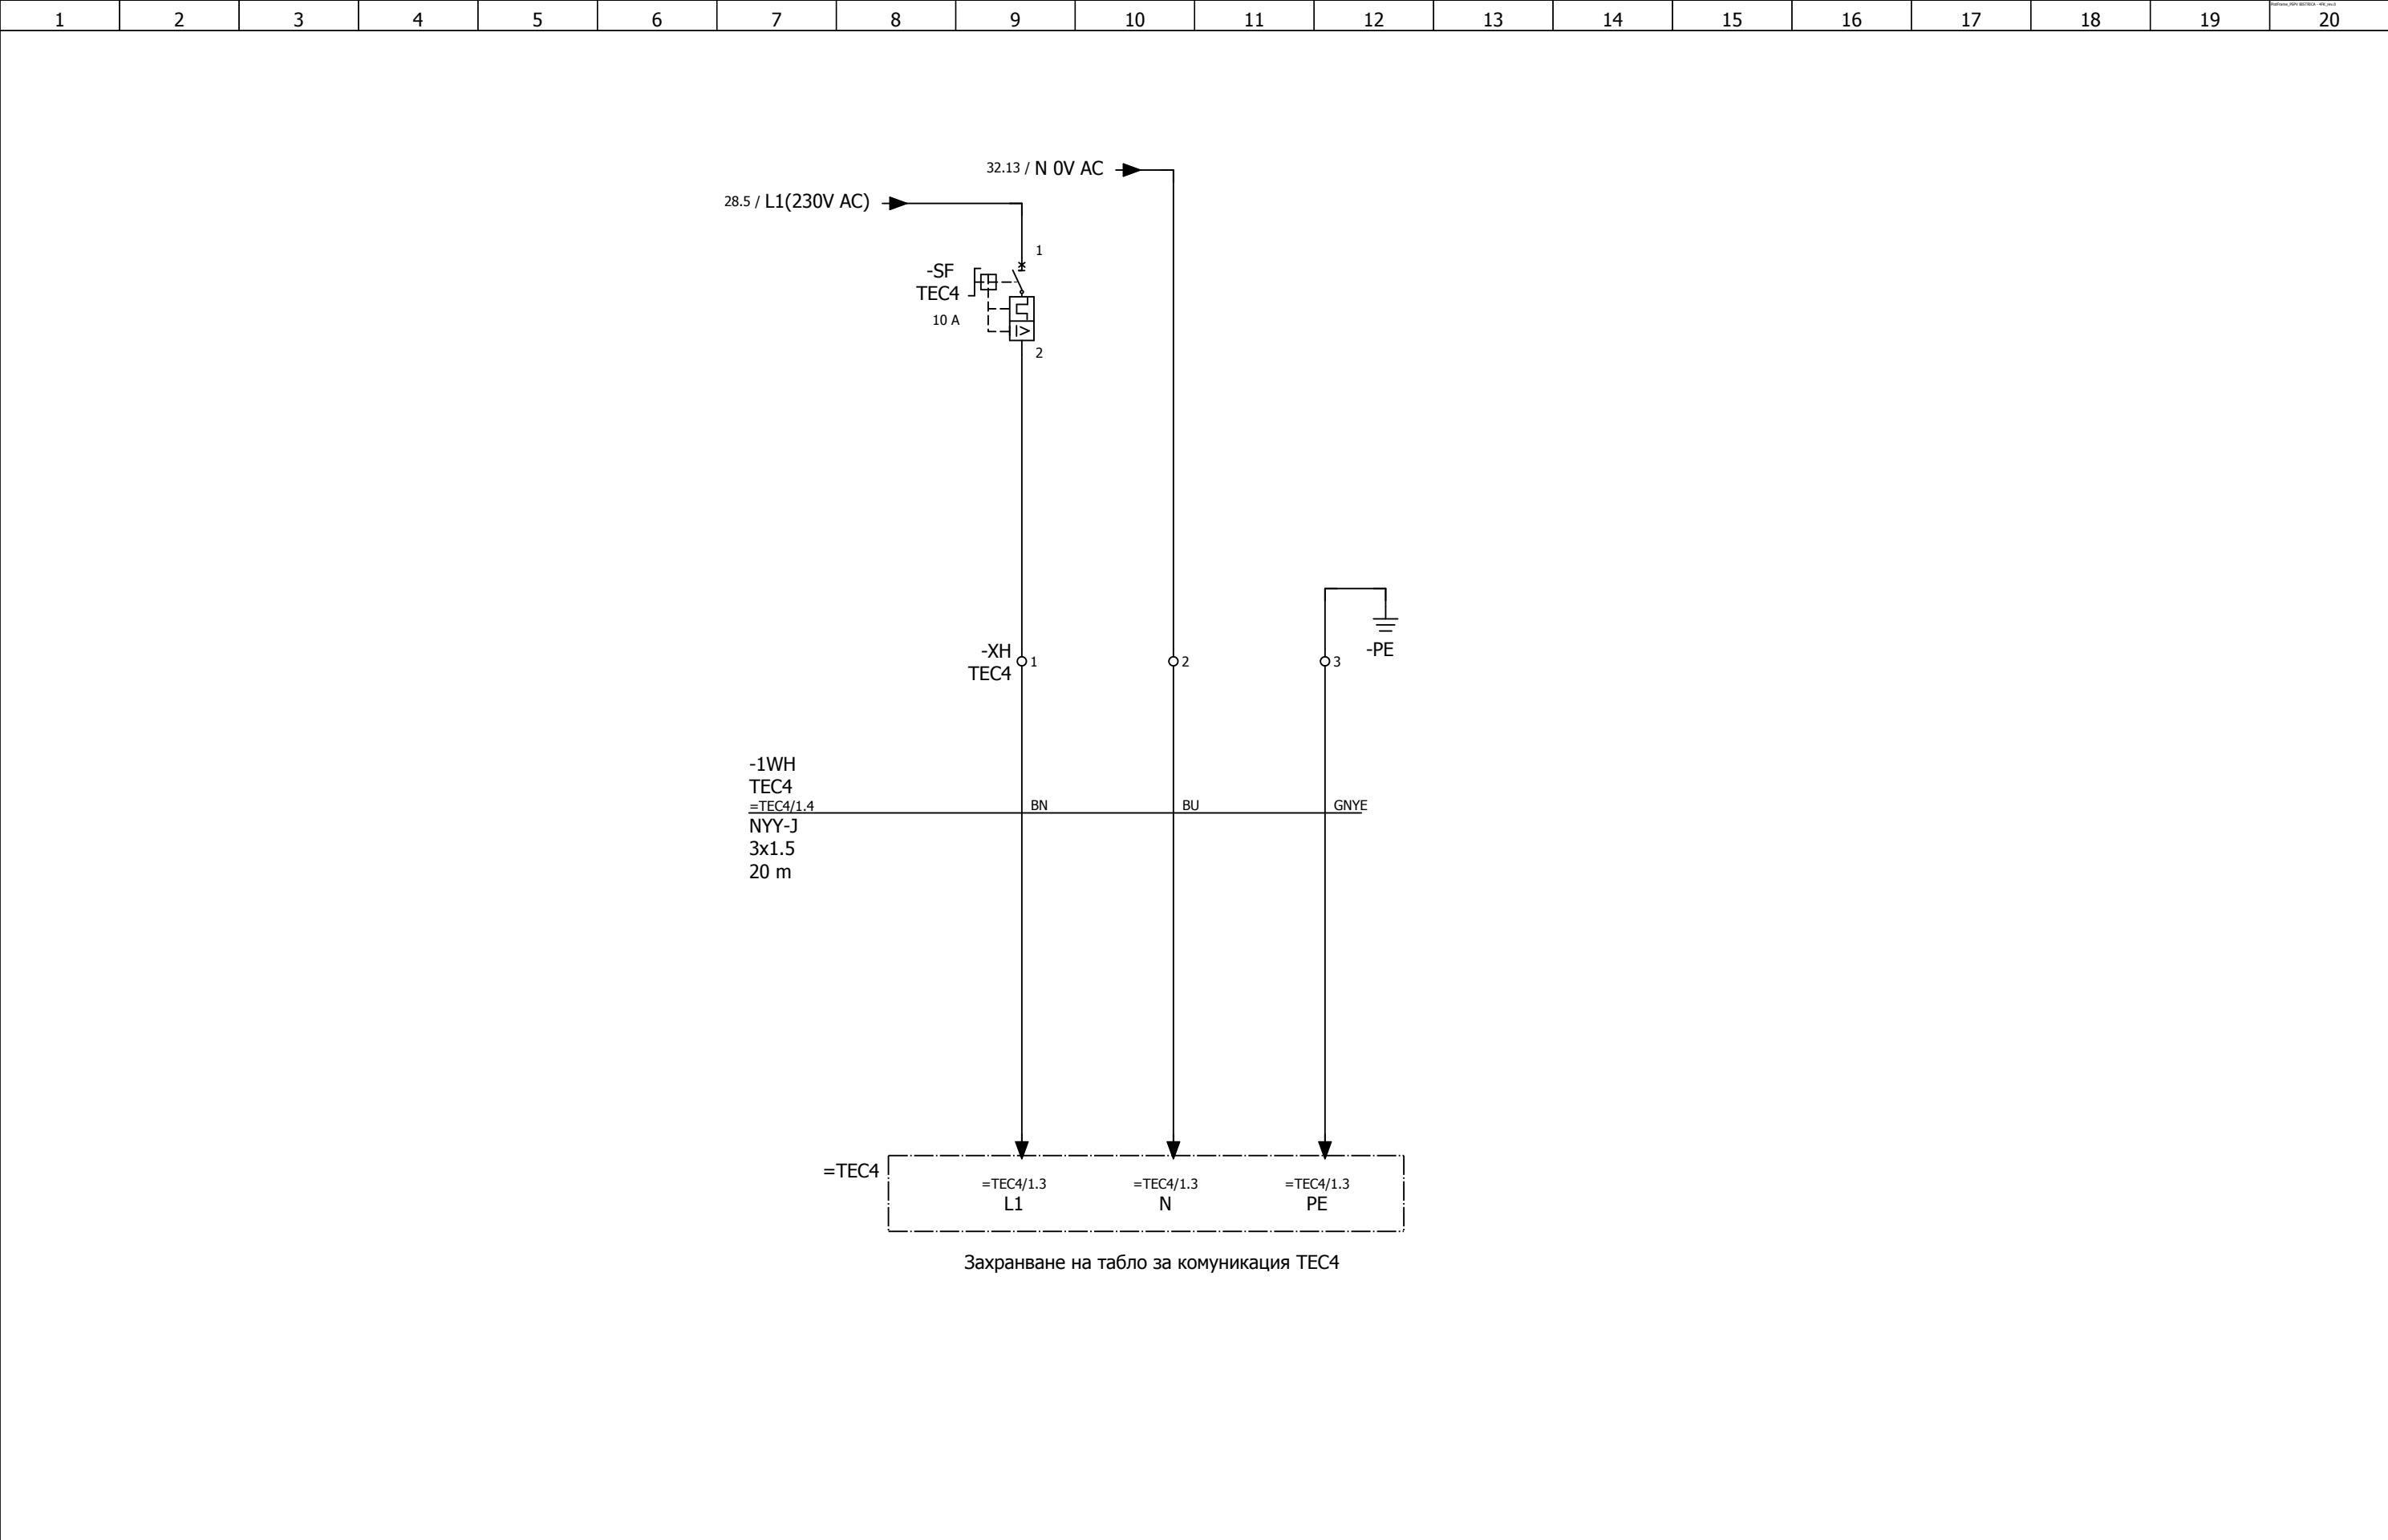 1 2 3 4 5 6 7 8 9 10 11 12 13 14 15 16 17 18 19 20
32.13 / N 0V AC
28.5 / L1(230V AC)
1
-SF
TEC4
10 A
2
-XH
TEC4
1
2
3
-PE
-1WH
TEC4
=TEC4/1.4
BN
BU
GNYE
NYY-J
3x1.5
20 m
=TEC4
=TEC4/1.3
L1
=TEC4/1.3
N
=TEC4/1.3
PE
Захранване на табло за комуникация TEC4